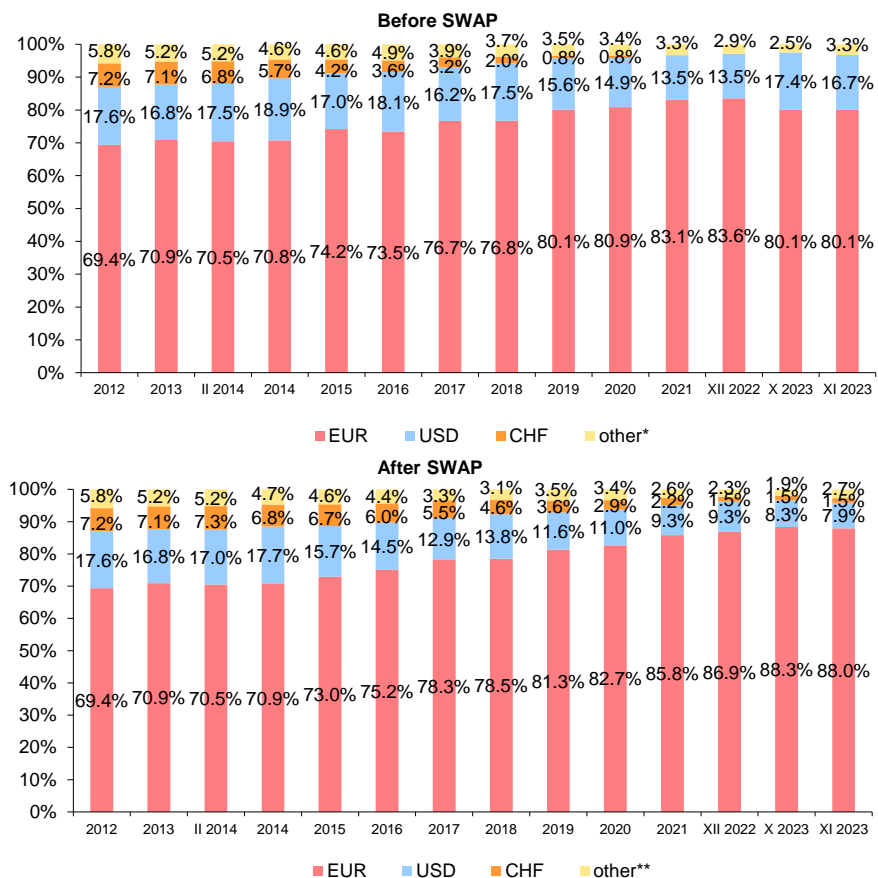 Before SWAP
100%
90%
80%
70%
60%
50%
40%
30%
20%
10%
0%
5.8% 5.2% 5.2% 4.6% 4.6% 4.9% 3.9% 3.7% 3.5% 3.4% 3.3% 2.9% 2.5% 3.3%
7.2% 7.1% 6.8% 5.7% 4.2% 3.6% 3.2% 2.0% 0.8% 0.8%
17.6% 16.8% 17.5% 18.9% 17.0% 18.1% 16.2% 17.5% 15.6% 14.9% 13.5% 13.5% 17.4% 16.7%
69.4% 70.9% 70.5% 70.8% 74.2% 73.5% 76.7% 76.8% 80.1% 80.9% 83.1% 83.6% 80.1% 80.1%
2012 2013 II 2014 2014 2015 2016 2017 2018 2019 2020 2021 XII 2022 X 2023 XI 2023
EUR USD CHF other*
After SWAP
100%
90%
80%
70%
60%
50%
40%
30%
20%
10%
0%
5.8% 5.2% 5.2% 4.7% 4.6% 4.4% 3.3% 3.1% 3.5% 3.4% 2.6% 2.3% 1.9% 2.7%
7.2% 7.1% 7.3% 6.8% 6.7% 6.0% 5.5% 4.6% 3.6% 2.9% 2.2% 1.5% 1.5% 1.5%
17.6% 16.8% 17.0% 17.7% 15.7% 14.5% 12.9% 13.8% 11.6% 11.0% 9.3% 9.3% 8.3% 7.9%
69.4% 70.9% 70.5% 70.9% 73.0% 75.2% 78.3% 78.5% 81.3% 82.7% 85.8% 86.9% 88.3% 88.0%
2012 2013 II 2014 2014 2015 2016 2017 2018 2019 2020 2021 XII 2022 X 2023 XI 2023
EUR USD CHF other**